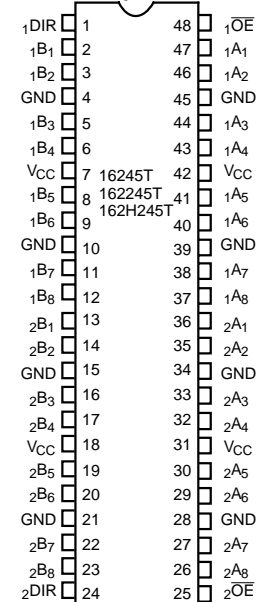 ₁DIR 1 48 ₁O̅E̅
₁B₁ 2 47 ₁A₁
₁B₂ 3 46 ₁A₂
GND 4 45 GND
₁B₃ 5 44 ₁A₃
₁B₄ 6 43 ₁A₄
VCC 7 16245T 42 VCC
₁B₅ 8 162245T 41 ₁A₅
₁B₆ 9 162H245T 40 ₁A₆
GND 10 39 GND
₁B₇ 11 38 ₁A₇
₁B₈ 12 37 ₁A₈
₂B₁ 13 36 ₂A₁
₂B₂ 14 35 ₂A₂
GND 15 34 GND
₂B₃ 16 33 ₂A₃
₂B₄ 17 32 ₂A₄
VCC 18 31 VCC
₂B₅ 19 30 ₂A₅
₂B₆ 20 29 ₂A₆
GND 21 28 GND
₂B₇ 22 27 ₂A₇
₂B₈ 23 26 ₂A₈
₂DIR 24 25 ₂O̅E̅